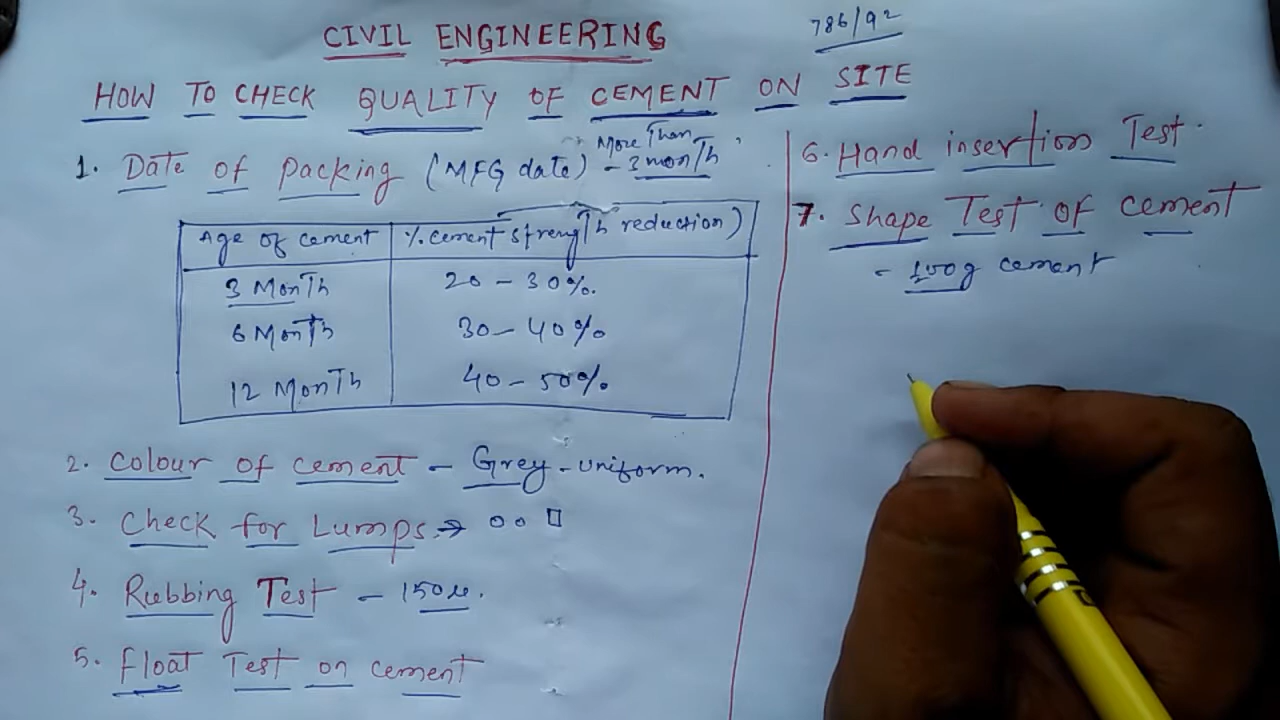 CIVIL ENGINEERING
786/92
HOW TO CHECK QUALITY OF CEMENT ON SITE
1. Date of packing (MFG date) - More Than 3 month
Age of cement % cement strength reduction)
3 MonTh 20 - 30%.
6 MonTh 30 - 40%
12 MonTh 40 - 50%
2. Colour of cement - Grey - uniform.
3. Check for Lumps →
4. Rubbing Test - 150 μ.
5. Float Test on cement
6. Hand insertion Test.
7. Shape Test of cement
- 100g cement